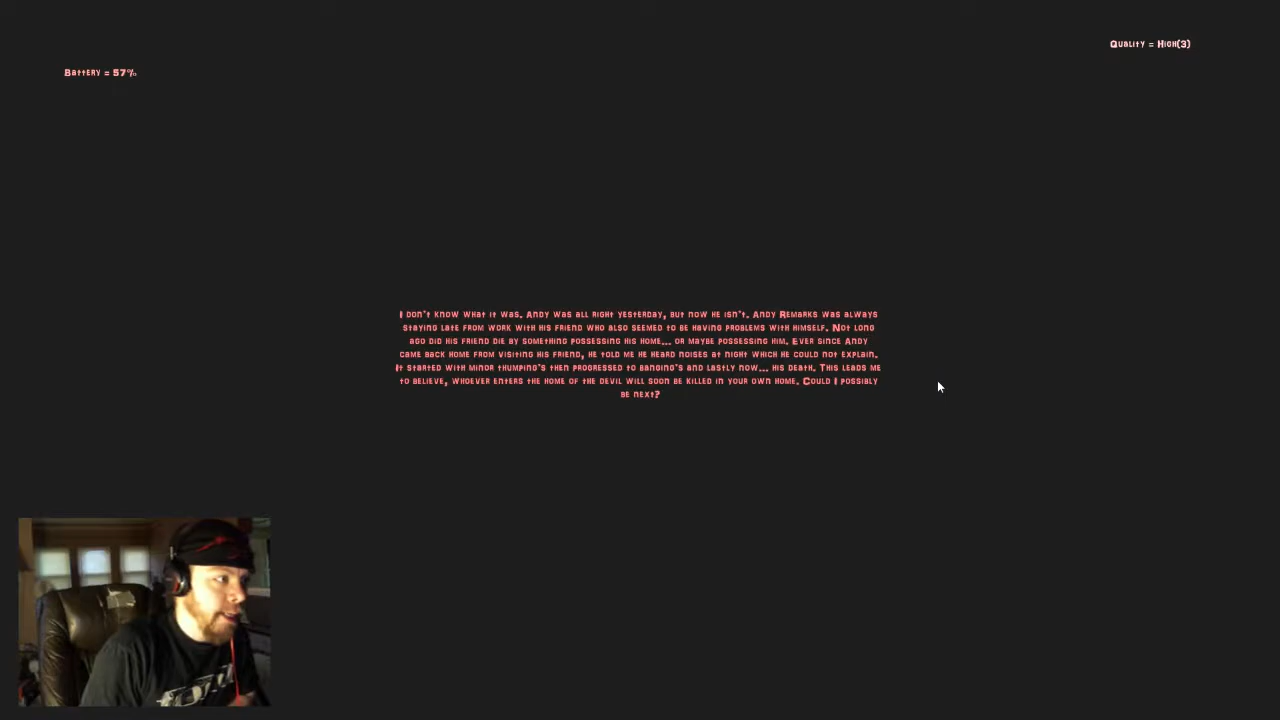 Quality = High(3)
Battery = 57%
I don't know what it was. Andy was all right yesterday, but now he isn't. Andy Remarks was always
staying late from work with his friend who also seemed to be having problems with himself. Not long
ago did his friend die by something possessing his home... or maybe possessing him. Ever since Andy
came back home from visiting his friend, he told me he heard noises at night which he could not explain.
It started with minor thumping's then progressed to banging's and lastly now... his death. This leads me
to believe, whoever enters the home of the devil will soon be killed in your own home. Could I possibly
be next?